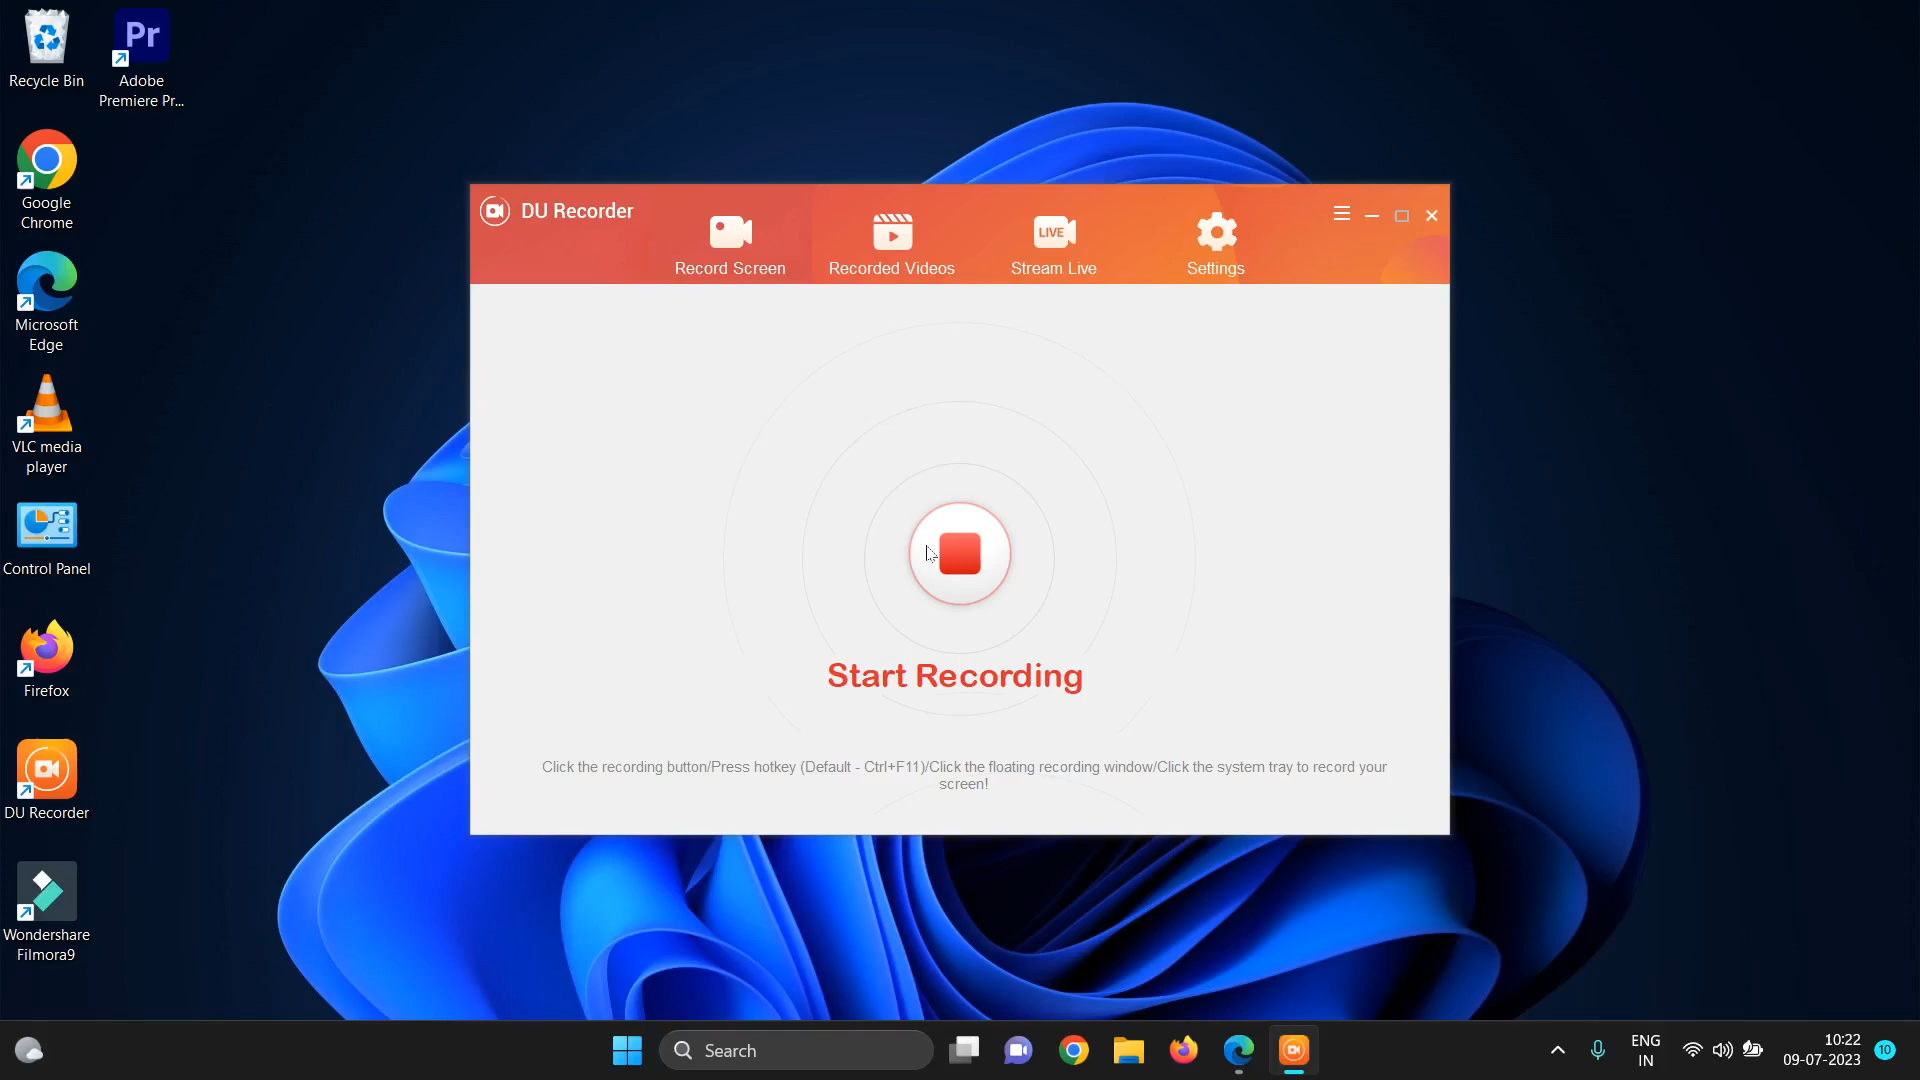 Recycle Bin
Adobe
Premiere Pr...
Google
Chrome
Microsoft
Edge
VLC media
player
Control Panel
Firefox
DU Recorder
Wondershare
Filmora9
DU Recorder
Record Screen
Recorded Videos
LIVE
Stream Live
Settings
Start Recording
Click the recording button/Press hotkey (Default - Ctrl+F11)/Click the floating recording window/Click the system tray to record your
screen!
Search
ENG
IN
10:22
09-07-2023
10
Pr